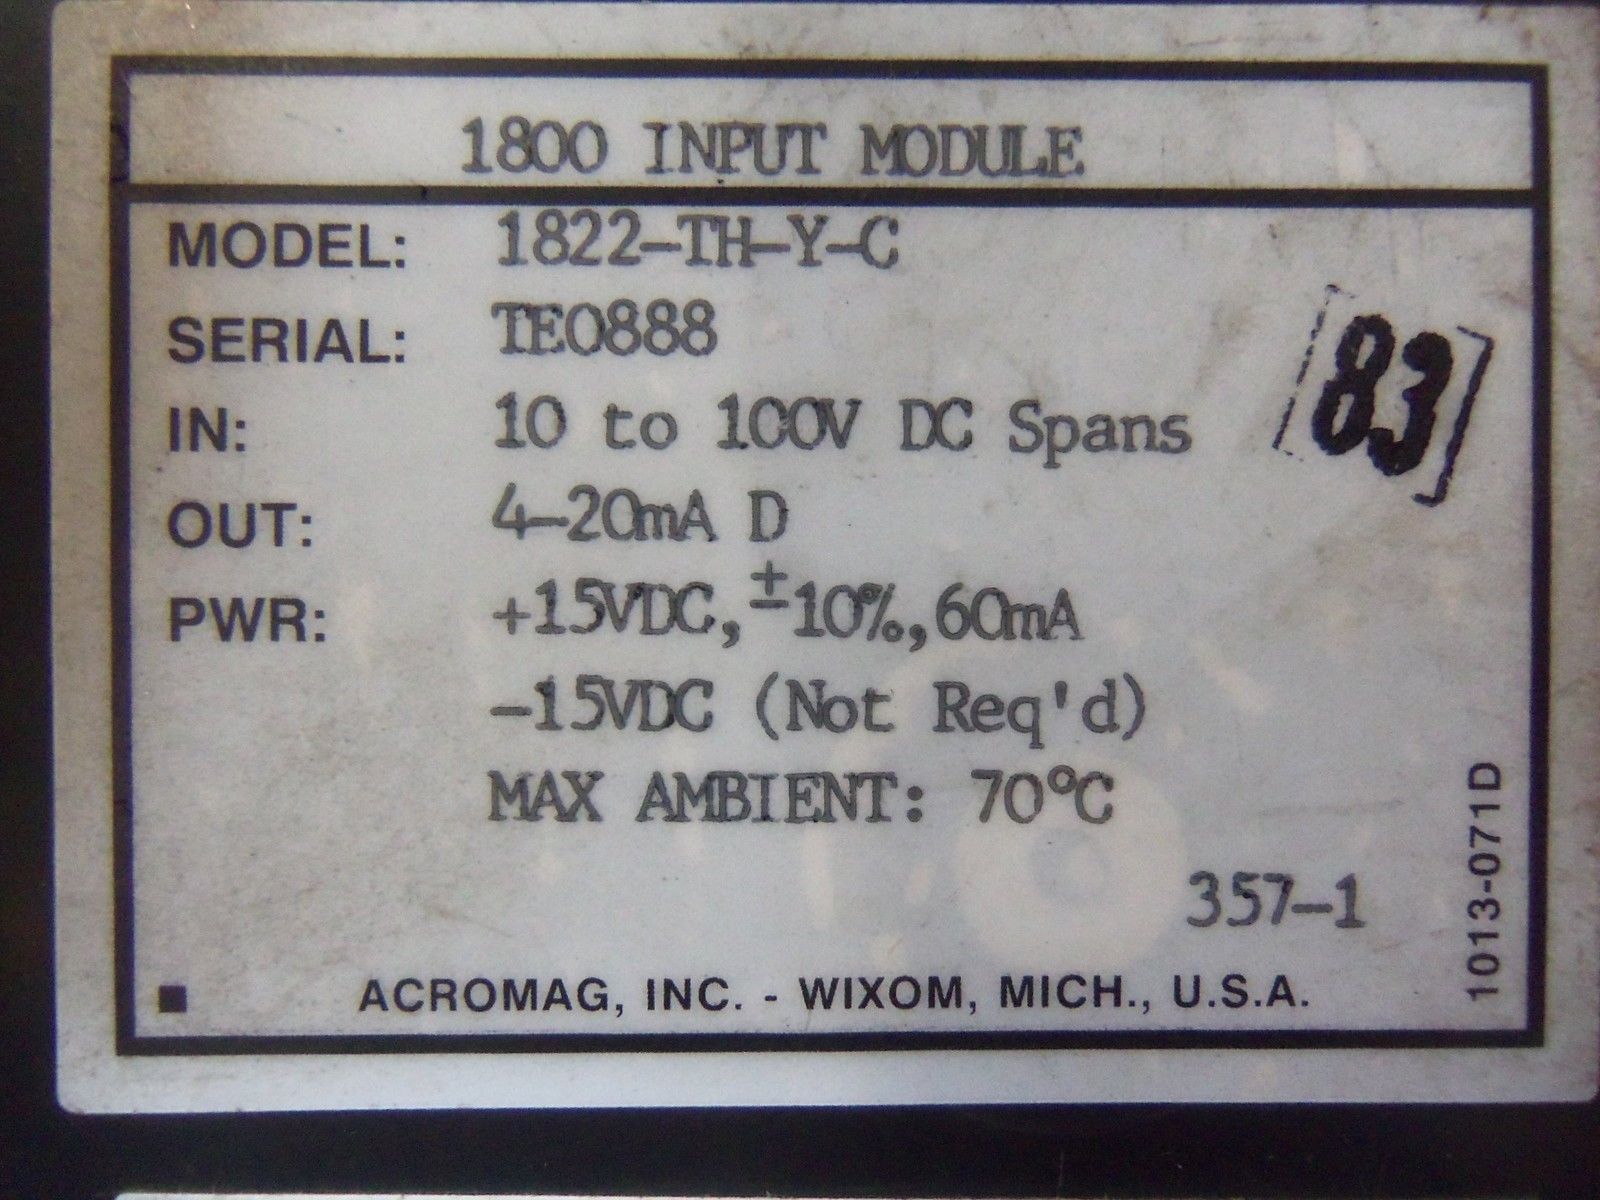 1800 INPUT MODULE
MODEL: 1822-TH-Y-C
SERIAL: TE0888
IN: 10 to 100V DC Spans
OUT: 4-20mA D
PWR: +15VDC, ±10%, 60mA
-15VDC (Not Req'd)
MAX AMBIENT: 70°C
[83]
357-1
1013-071D
ACROMAG, INC. - WIXOM, MICH., U.S.A.